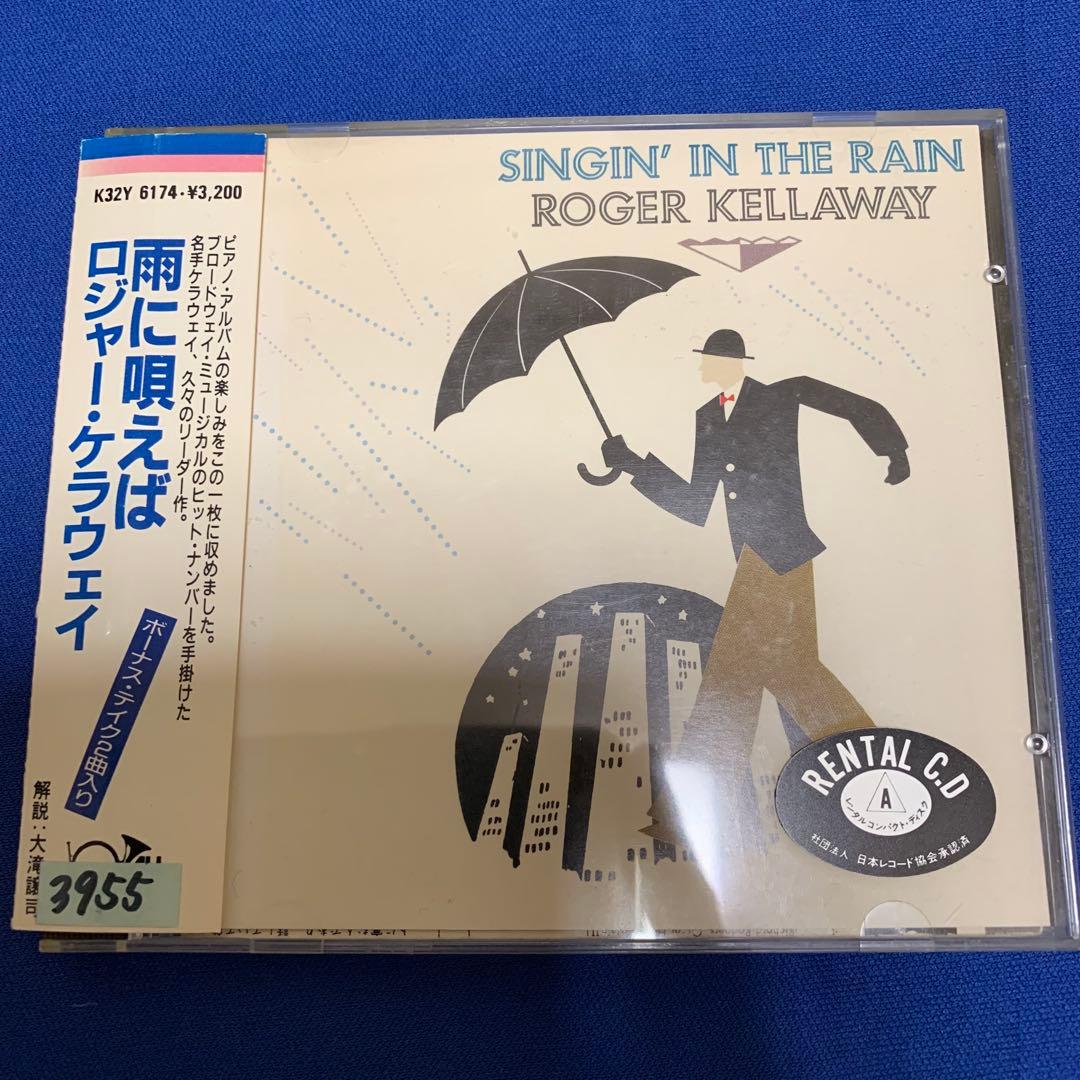 SINGIN' IN THE RAIN
ROGER KELLAWAY
K32Y 6174・¥3,200
雨に唄えば
ロジャー・ケラウェイ
ピアノ・アルバムの楽しみをこの一枚に収めました。
ブロードウェイ・ミュージカルのヒット・ナンバーを手掛けた
名手ケラウェイ、久々のリーダー作。
ボーナス・テイク2曲入り
解説:大滝譲司
3955
RENTAL C.D
A
レンタルコンパクト・ディスク
社団法人 日本レコード協会承認済